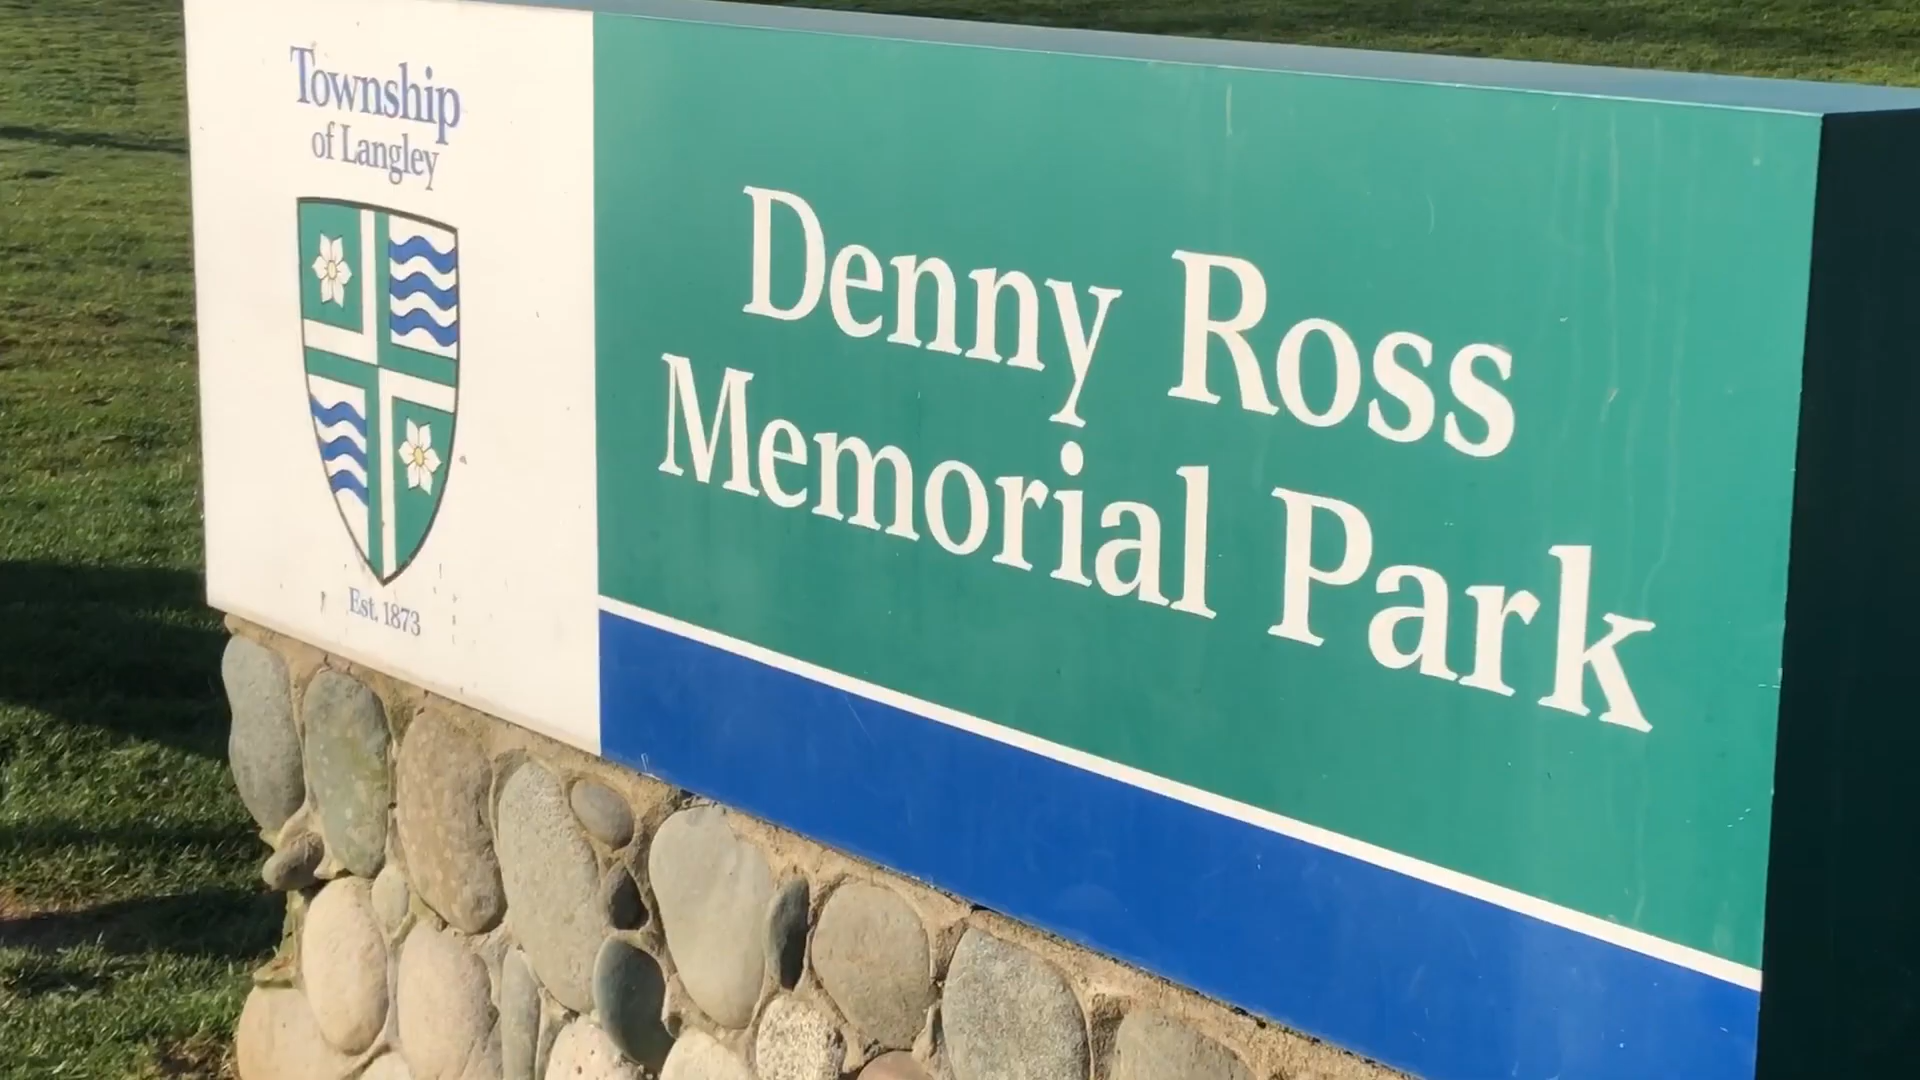 Township
of Langley
Est. 1873
Denny Ross
Memorial Park